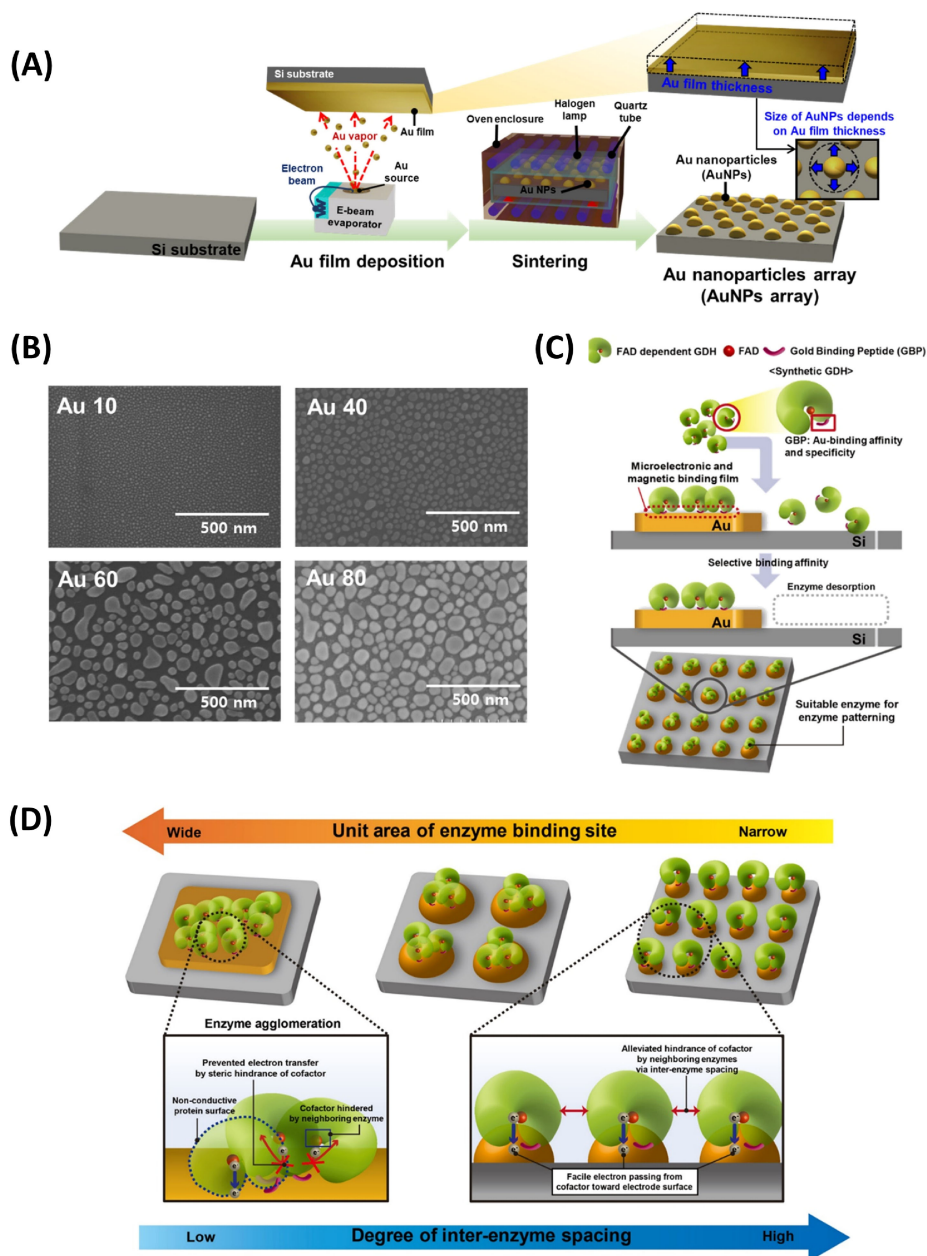 (A)
Si substrate
Au film
Au vapor
Electron
beam
Au
source
E-beam
evaporator
Si substrate
Au film deposition
Oven enclosure
Halogen
lamp
Quartz
tube
Au NPs
Sintering
Au film thickness
Size of AuNPs depends
on Au film thickness
Au nanoparticles
(AuNPs)
Au nanoparticles array
(AuNPs array)
(B)
Au 10
500 nm
Au 40
500 nm
Au 60
500 nm
Au 80
500 nm
(C)
FAD dependent GDH
FAD
Gold Binding Peptide (GBP)
<Synthetic GDH>
GBP: Au-binding affinity
and specificity
Microelectronic and
magnetic binding film
Au
Si
Selective binding affinity
Enzyme desorption
Au
Si
Suitable enzyme for
enzyme patterning
(D)
Wide
Unit area of enzyme binding site
Narrow
Enzyme agglomeration
Prevented electron transfer
by steric hindrance of cofactor
Non-conductive
protein surface
Cofactor hindered
by neighboring enzyme
e
e
e
e
Alleviated hindrance of cofactor
by neighboring enzymes
via inter-enzyme spacing
e
e
e
e
e
e
Facile electron passing from
cofactor toward electrode surface
Low
Degree of inter-enzyme spacing
High